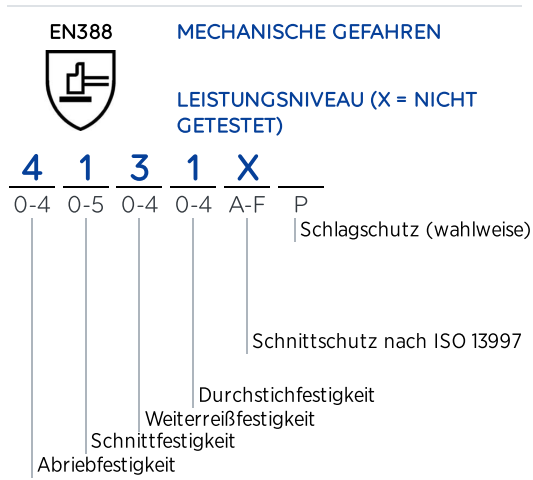 EN388
MECHANISCHE GEFAHREN
LEISTUNGSNIVEAU (X = NICHT
GETESTET)
4 1 3 1 X
0-4 0-5 0-4 0-4 A-F P
Schlagschutz (wahlweise)
Schnittschutz nach ISO 13997
Durchstichfestigkeit
Weiterreißfestigkeit
Schnittfestigkeit
Abriebfestigkeit